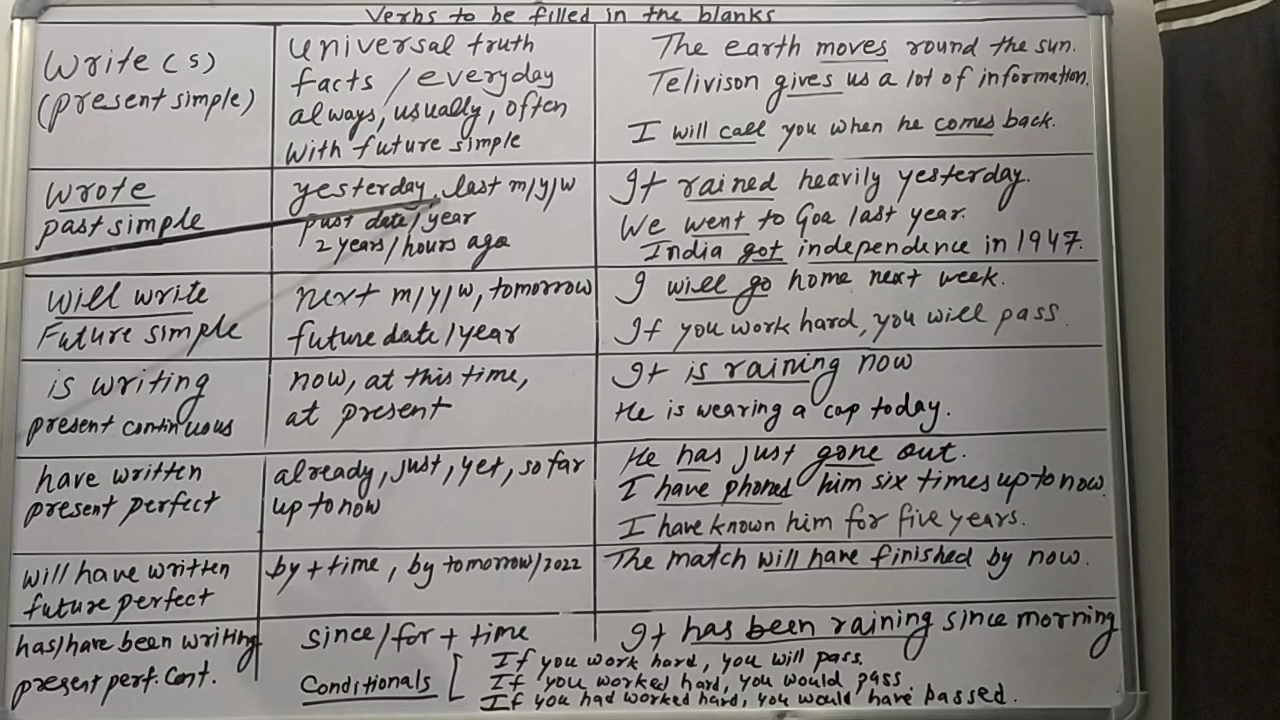 Verbs to be filled in the blanks
Write(s)
(present simple)
universal truth
facts / everyday
always, usually, often
with future simple
The earth moves round the sun.
Telivison gives us a lot of information.
I will call you when he comes back.
Wrote
past simple
yesterday, last m/y/w
past date/year
2 years/hours ago
It rained heavily yesterday.
We went to Goa last year.
India got independence in 1947.
will write
Future simple
next m/y/w, tomorrow
future date/year
I will go home next week.
If you work hard, you will pass.
is writing
present continuous
now, at this time,
at present
It is raining now
He is wearing a cap today.
have written
present perfect
already, just, yet, so far
up to now
He has just gone out.
I have phoned him six times up to now.
I have known him for five years.
will have written
future perfect
by + time, by tomorrow/2022
The match will have finished by now.
has/have been writing
present perf. cont.
since/for + time
It has been raining since morning
Conditionals
If you work hard, you will pass.
If you worked hard, you would pass
If you had worked hard, you would have passed.